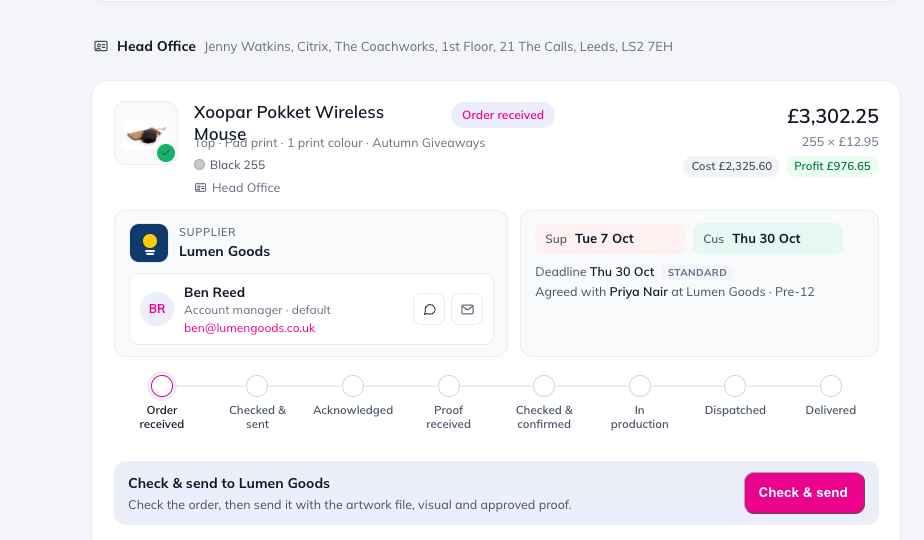 Head Office Jenny Watkins, Citrix, The Coachworks, 1st Floor, 21 The Calls, Leeds, LS2 7EH
Xoopar Pokket Wireless
Mouse
Order received
Top · Pad print · 1 print colour · Autumn Giveaways
Black 255
Head Office
£3,302.25
255 × £12.95
Cost £2,325.60 Profit £976.65
SUPPLIER
Lumen Goods
BR
Ben Reed
Account manager · default
ben@lumengoods.co.uk
Sup Tue 7 Oct
Cus Thu 30 Oct
Deadline Thu 30 Oct STANDARD
Agreed with Priya Nair at Lumen Goods · Pre-12
Order
received
Checked &
sent
Acknowledged
Proof
received
Checked &
confirmed
In
production
Dispatched
Delivered
Check & send to Lumen Goods
Check the order, then send it with the artwork file, visual and approved proof.
Check & send